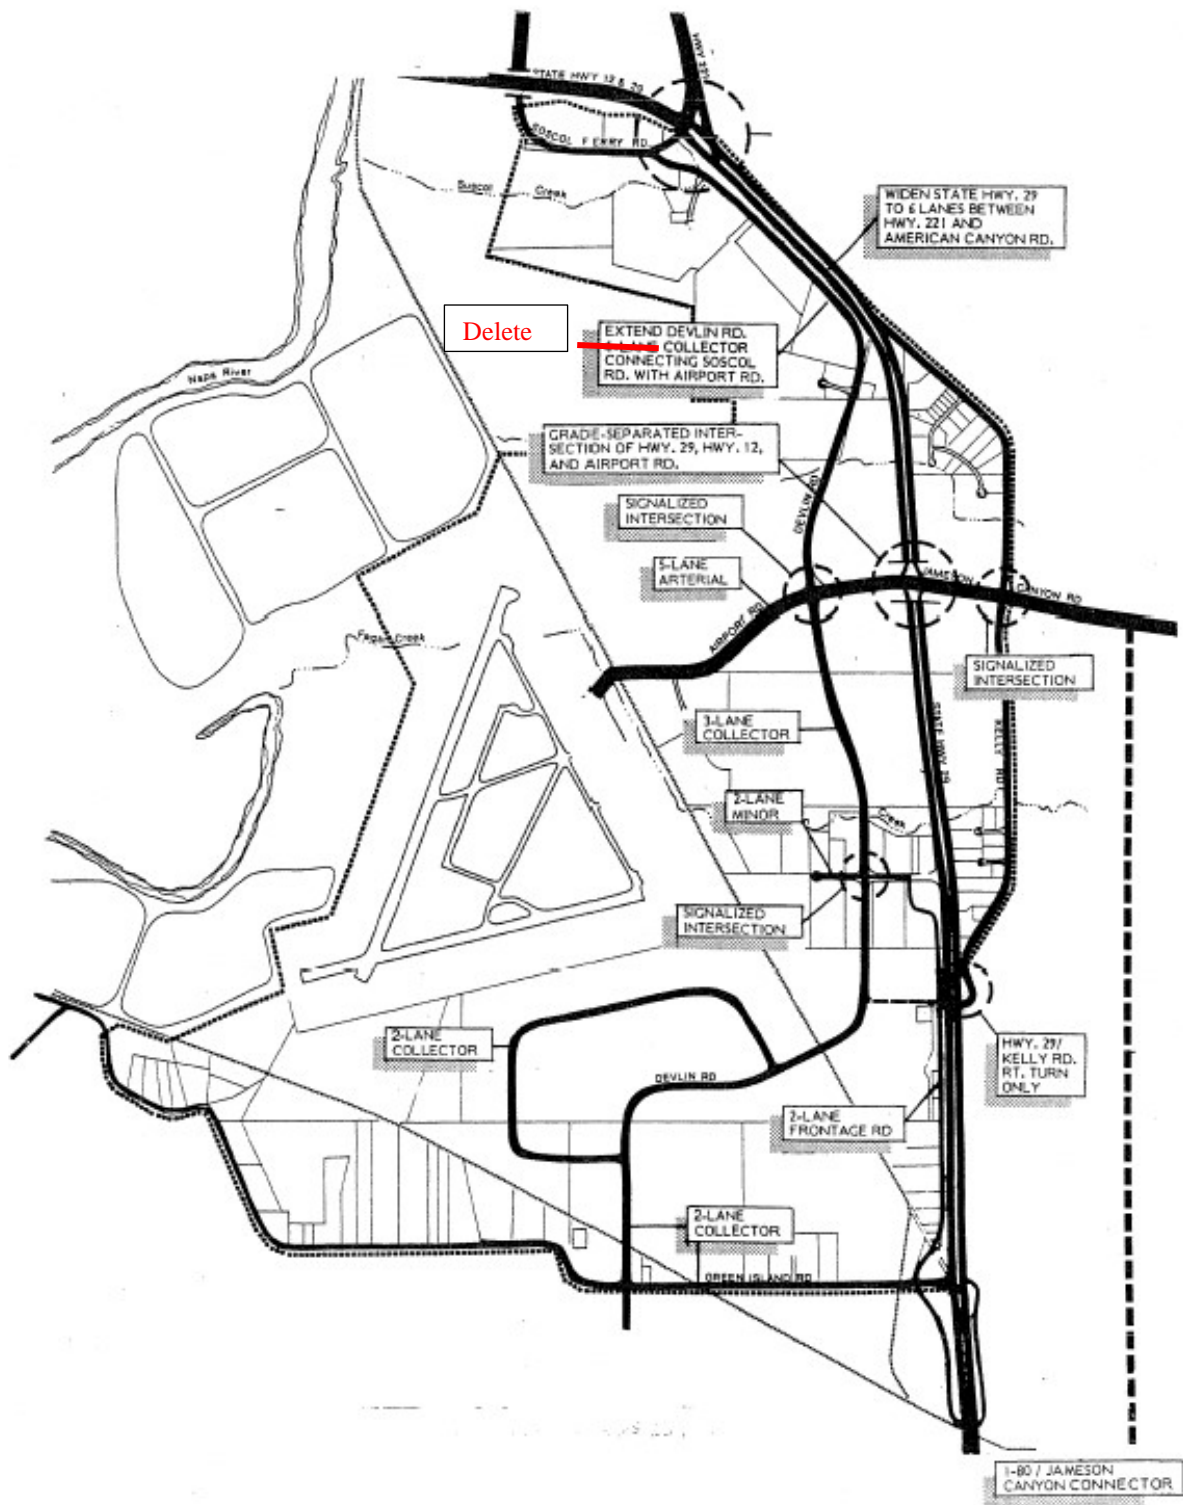 HWY 221
STATE HWY 12 & 29
SOSCOL FERRY RD.
Suscol Creek
WIDEN STATE HWY. 29
TO 6 LANES BETWEEN
HWY. 221 AND
AMERICAN CANYON RD.
Delete
EXTEND DEVLIN RD.
LANE COLLECTOR
CONNECTING SOSCOL
RD. WITH AIRPORT RD.
Napa River
GRADE-SEPARATED INTER-
SECTION OF HWY. 29, HWY. 12,
AND AIRPORT RD.
DEVLIN RD
SIGNALIZED
INTERSECTION
5-LANE
ARTERIAL
JAMESON CANYON RD
AIRPORT RD
Fagan Creek
SIGNALIZED
INTERSECTION
3-LANE
COLLECTOR
STATE HWY 29
KELLY RD
2-LANE
MINOR
Creek
SIGNALIZED
INTERSECTION
2-LANE
COLLECTOR
HWY. 29/
KELLY RD.
RT. TURN
ONLY
DEVLIN RD
2-LANE
FRONTAGE RD
2-LANE
COLLECTOR
GREEN ISLAND RD
I-80 / JAMESON
CANYON CONNECTOR